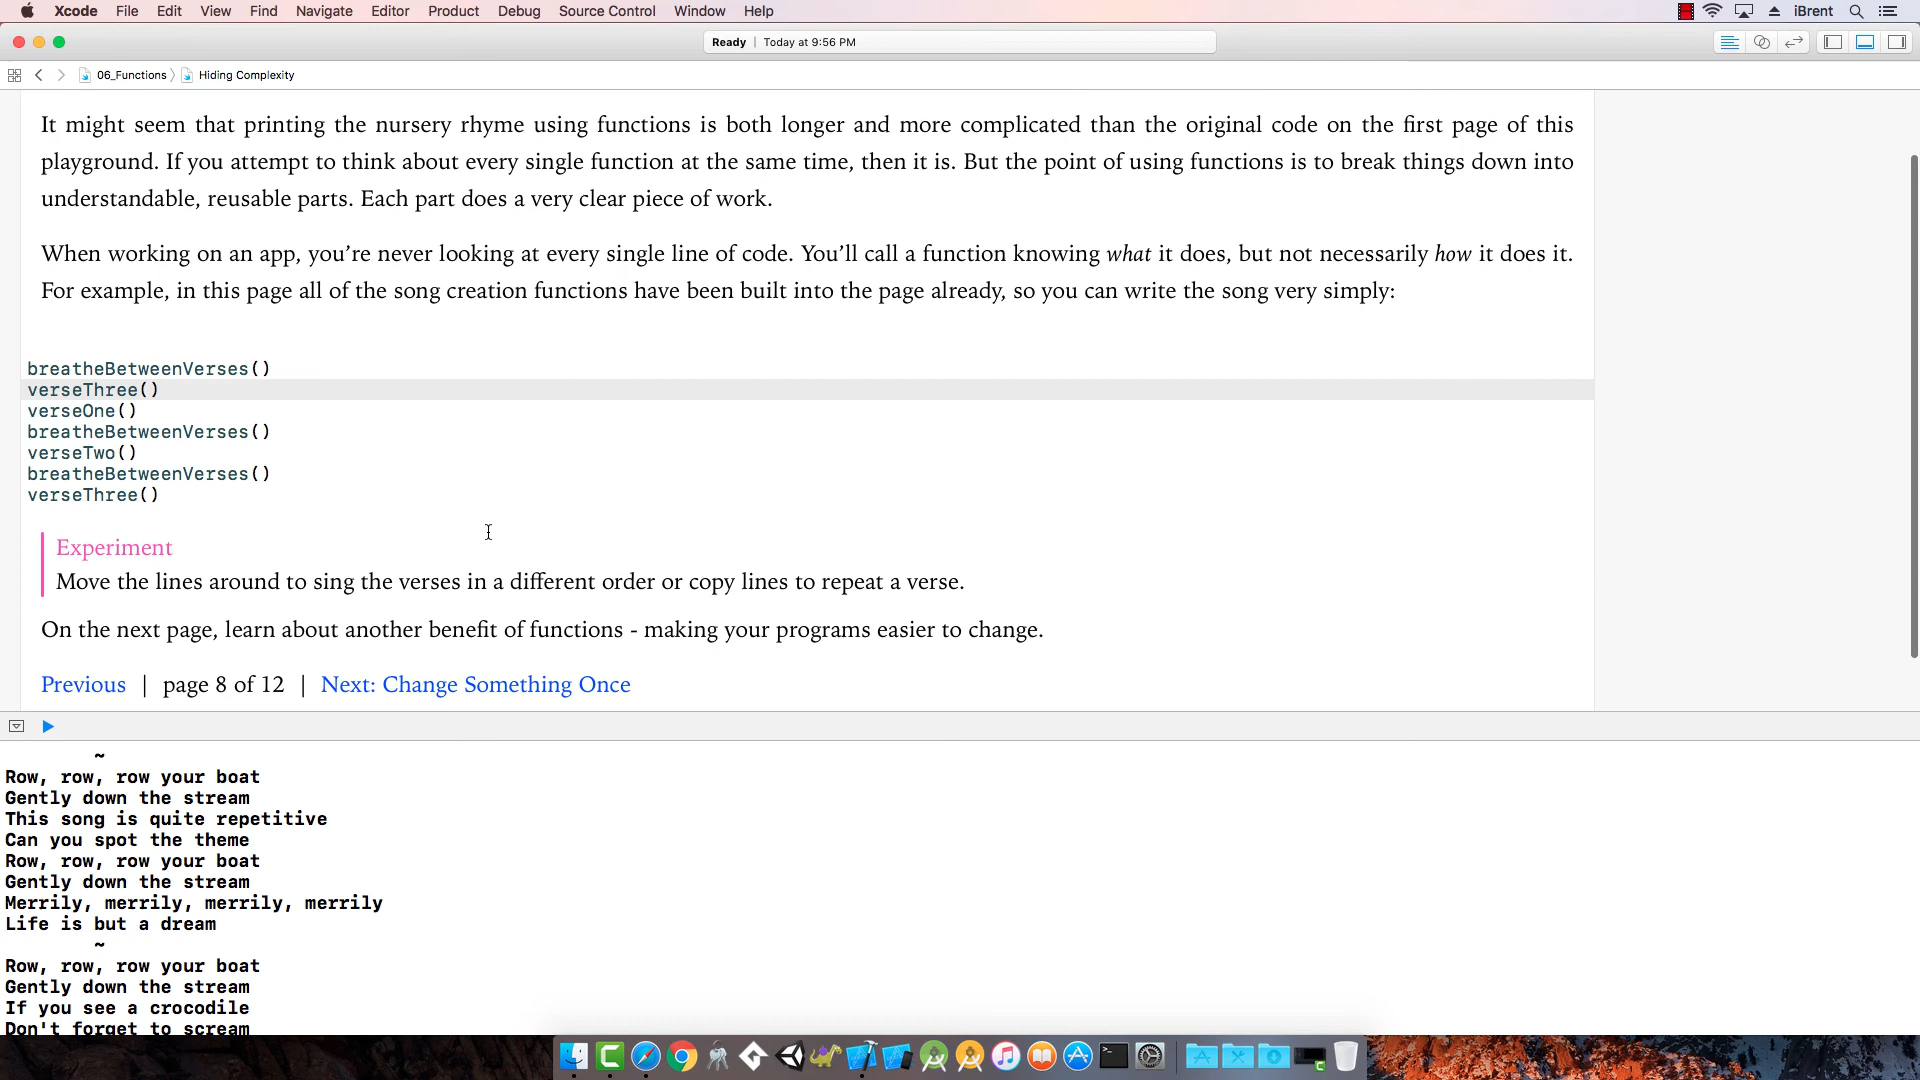 Xcode File Edit View Find Navigate Editor Product Debug Source Control Window Help iBrent
Ready | Today at 9:56 PM
06_Functions Hiding Complexity
It might seem that printing the nursery rhyme using functions is both longer and more complicated than the original code on the first page of this
playground. If you attempt to think about every single function at the same time, then it is. But the point of using functions is to break things down into
understandable, reusable parts. Each part does a very clear piece of work.
When working on an app, you’re never looking at every single line of code. You’ll call a function knowing what it does, but not necessarily how it does it.
For example, in this page all of the song creation functions have been built into the page already, so you can write the song very simply:
breatheBetweenVerses()
verseThree()
verseOne()
breatheBetweenVerses()
verseTwo()
breatheBetweenVerses()
verseThree()
Experiment
Move the lines around to sing the verses in a different order or copy lines to repeat a verse.
On the next page, learn about another benefit of functions - making your programs easier to change.
Previous | page 8 of 12 | Next: Change Something Once
~
Row, row, row your boat
Gently down the stream
This song is quite repetitive
Can you spot the theme
Row, row, row your boat
Gently down the stream
Merrily, merrily, merrily, merrily
Life is but a dream
~
Row, row, row your boat
Gently down the stream
If you see a crocodile
Don't forget to scream